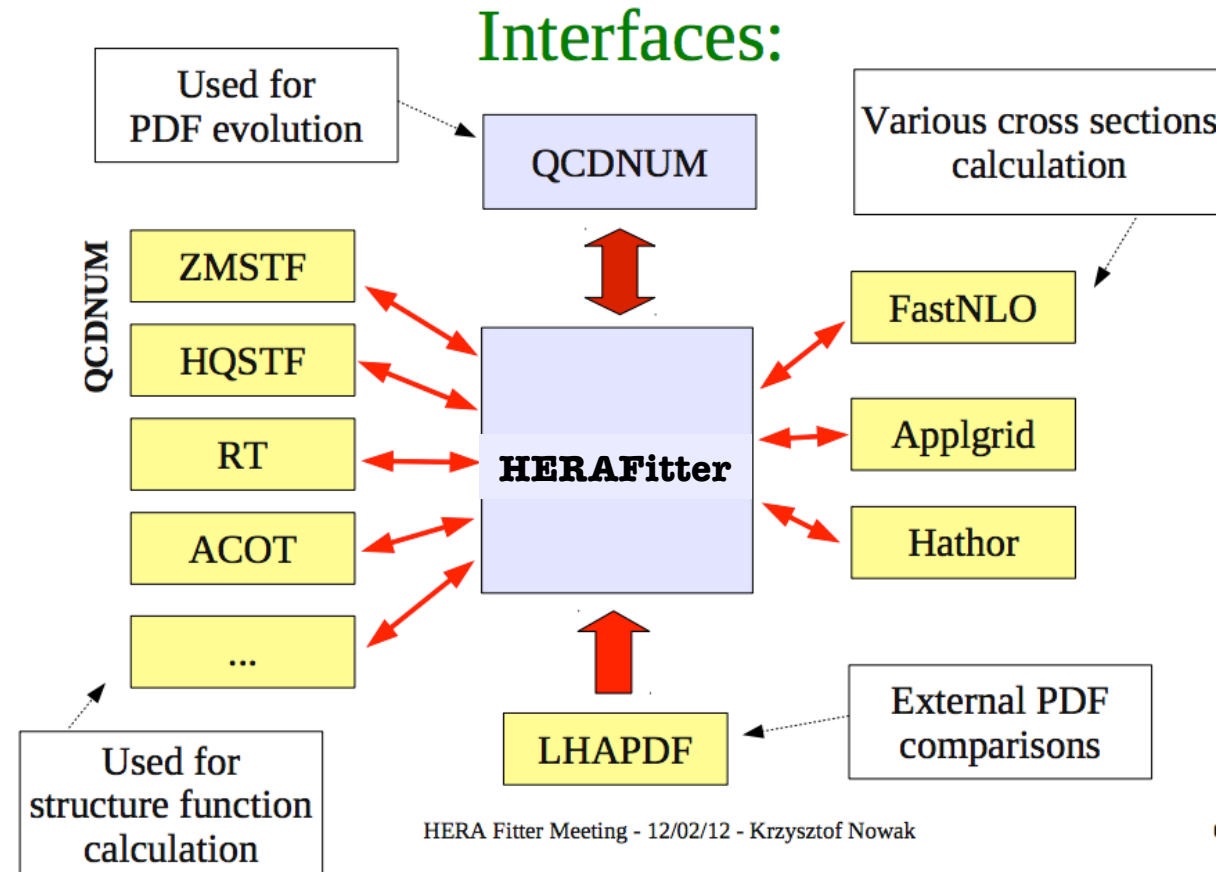 Interfaces:
Used for
PDF evolution
QCDNUM
Various cross sections
calculation
QCDNUM
ZMSTF
HQSTF
RT
ACOT
...
HERAFitter
FastNLO
Applgrid
Hathor
LHAPDF
External PDF
comparisons
Used for
structure function
calculation
HERA Fitter Meeting - 12/02/12 - Krzysztof Nowak